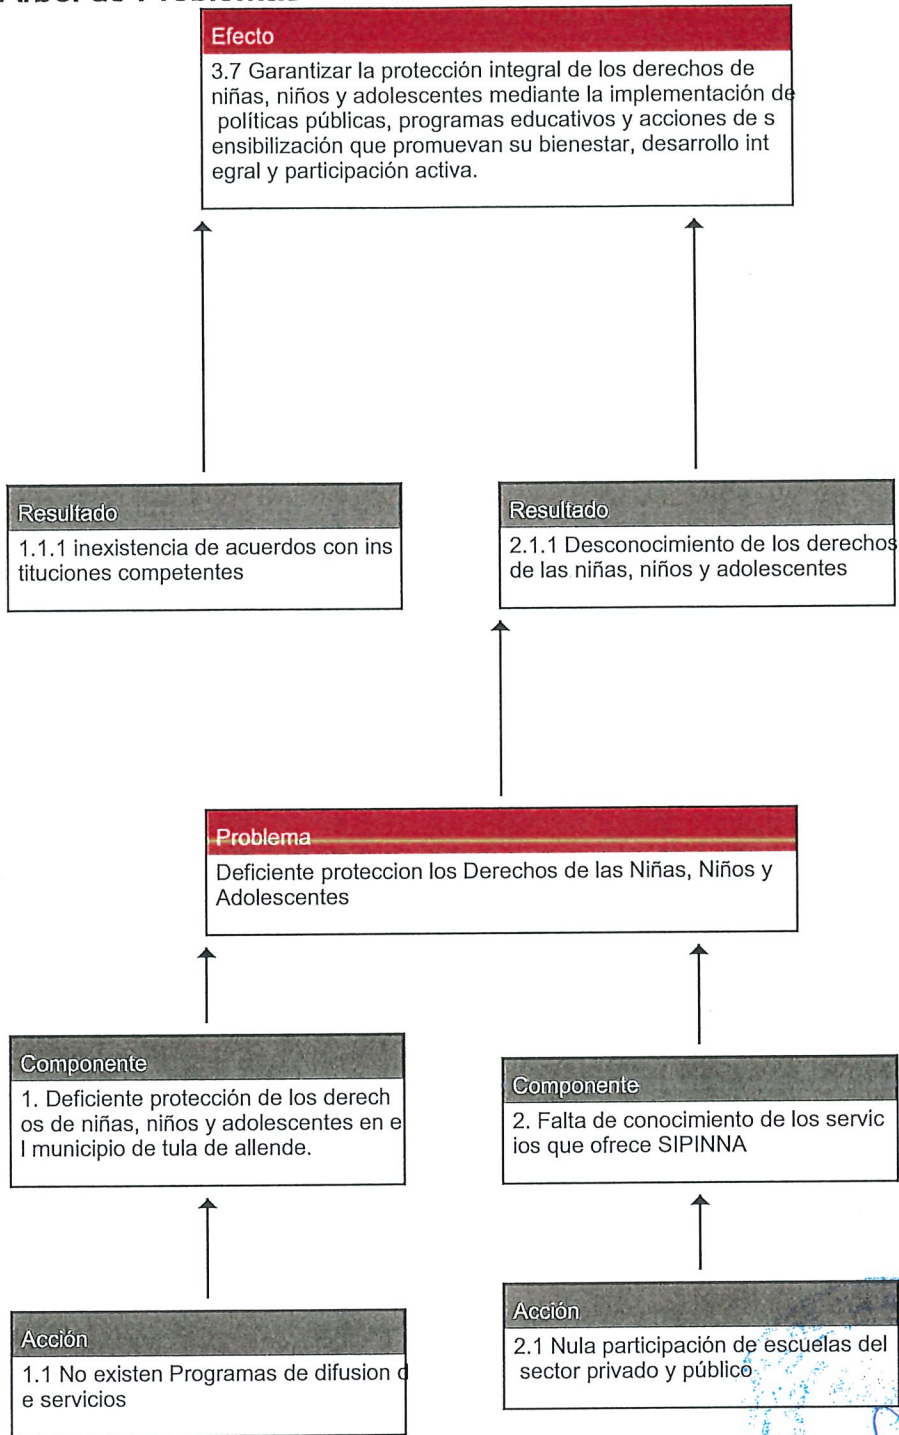 Árbol de Problemas
Efecto
3.7 Garantizar la protección integral de los derechos de
niñas, niños y adolescentes mediante la implementación de
políticas públicas, programas educativos y acciones de s
ensibilización que promuevan su bienestar, desarrollo int
egral y participación activa.
Resultado
1.1.1 inexistencia de acuerdos con ins
tituciones competentes
Resultado
2.1.1 Desconocimiento de los derechos
de las niñas, niños y adolescentes
Problema
Deficiente proteccion los Derechos de las Niñas, Niños y
Adolescentes
Componente
1. Deficiente protección de los derech
os de niñas, niños y adolescentes en e
l municipio de tula de allende.
Componente
2. Falta de conocimiento de los servic
ios que ofrece SIPINNA
Acción
1.1 No existen Programas de difusion d
e servicios
Acción
2.1 Nula participación de escuelas del
sector privado y público